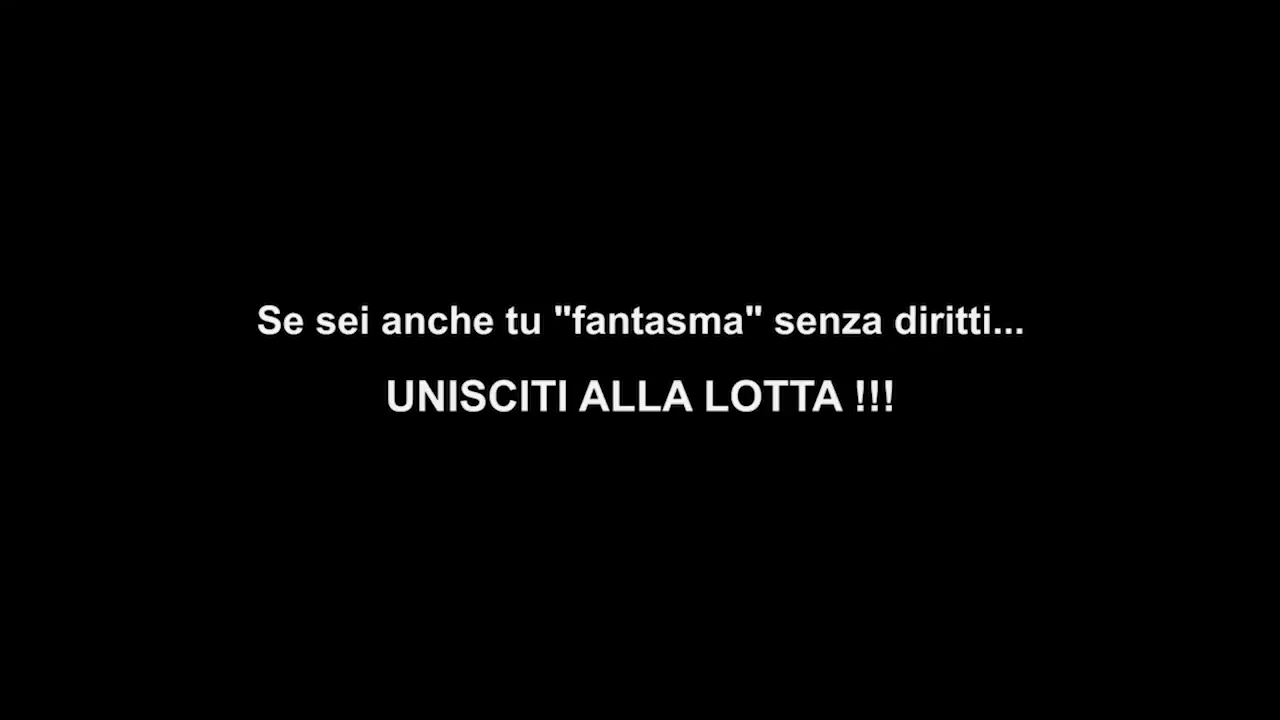 Se sei anche tu "fantasma" senza diritti...
UNISCITI ALLA LOTTA !!!